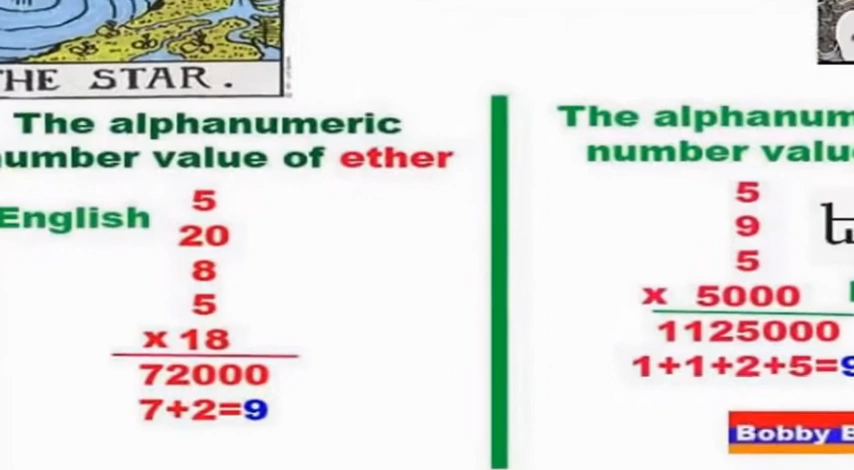 THE STAR.
The alphanumeric
number value of ether
English
5
20
8
5
x 18
72000
7+2=9
The alphanum
number valu
5
9
5
x 5000
1125000
1+1+2+5=9
Bobby